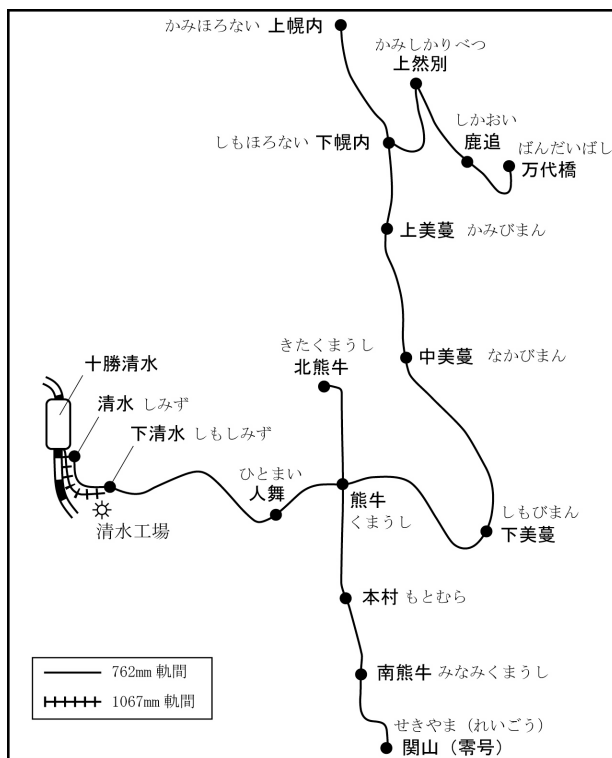 かみほろない 上幌内
かみしかりべつ
上然別
しかおい
鹿追
ばんだいばし
万代橋
しもほろない 下幌内
上美蔓 かみびまん
中美蔓 なかびまん
きたくまうし
北熊牛
十勝清水
清水 しみず
下清水 しもしみず
ひとまい
人舞
熊牛
くまうし
しもびまん
下美蔓
清水工場
本村 もとむら
南熊牛 みなみくまうし
せきやま（れいごう）
関山（零号）
762mm 軌間
1067mm 軌間